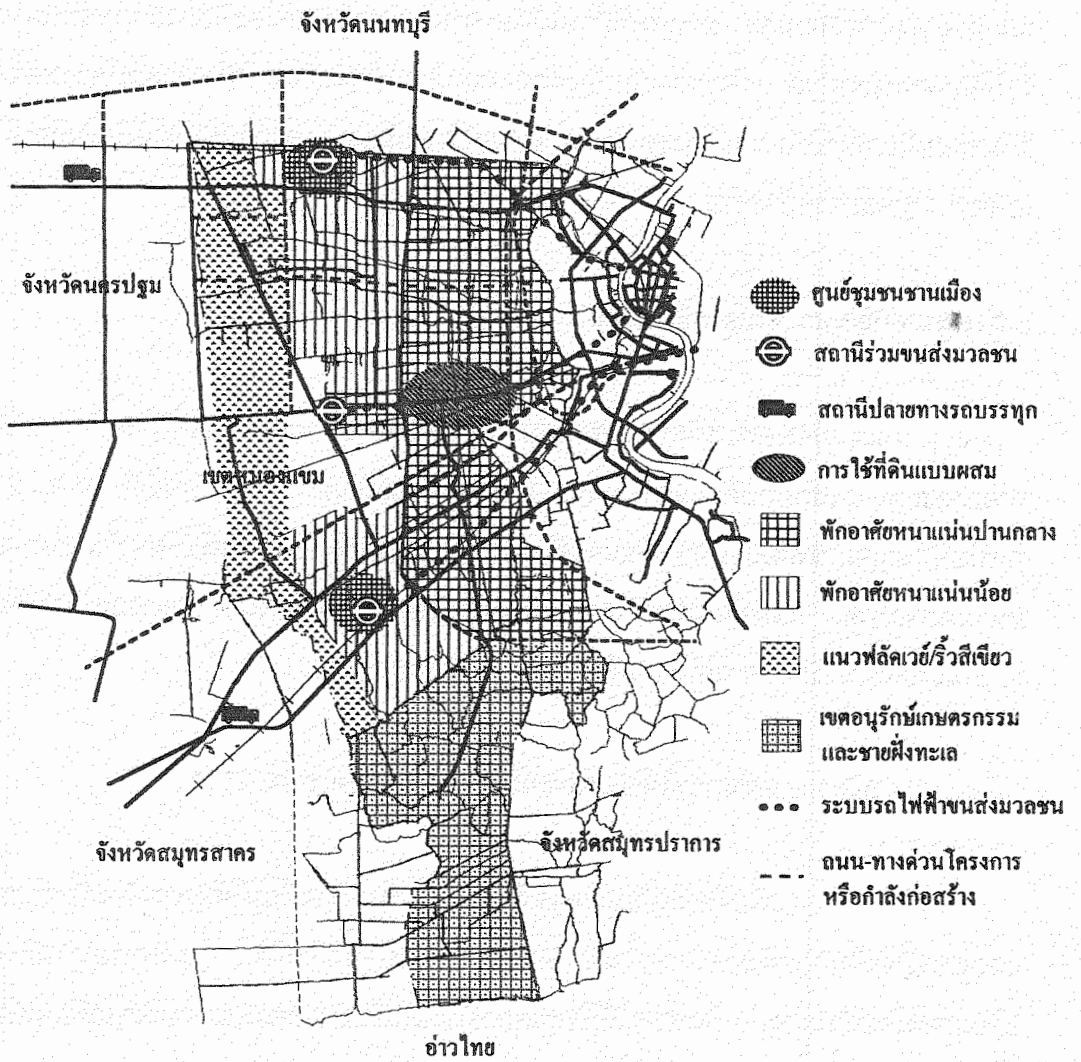 จังหวัดนนทบุรี
จังหวัดนครปฐม
เขตหนองแขม
จังหวัดสมุทรสาคร
จังหวัดสมุทรปราการ
อ่าวไทย
ศูนย์ชุมชนชานเมือง
สถานีร่วมขนส่งมวลชน
สถานีปลายทางรถบรรทุก
การใช้ที่ดินแบบผสม
พักอาศัยหนาแน่นปานกลาง
พักอาศัยหนาแน่นน้อย
แนวฟลัดเวย์/ริ้วสีเขียว
เขตอนุรักษ์เกษตรกรรม
และชายฝั่งทะเล
ระบบรถไฟฟ้าขนส่งมวลชน
ถนน-ทางด่วนโครงการ
หรือกำลังก่อสร้าง